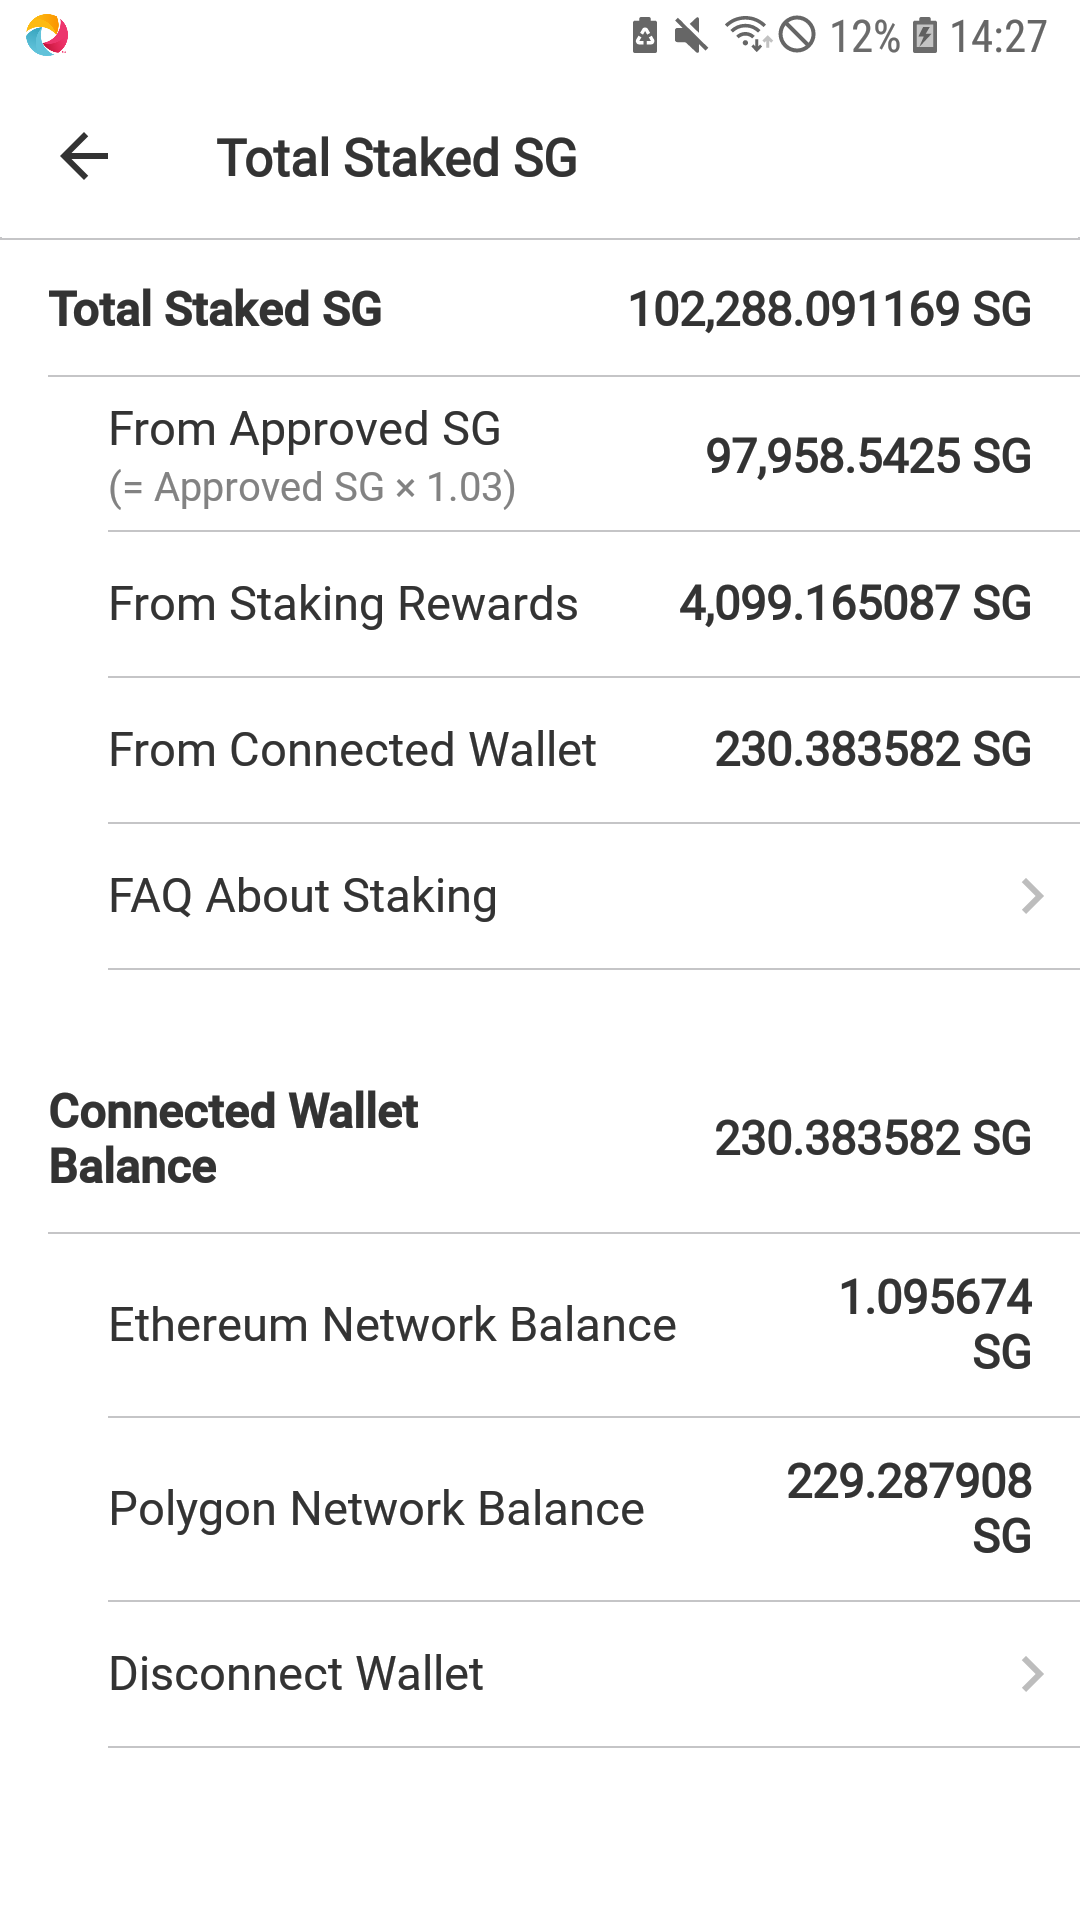 12% 14:27
Total Staked SG
Total Staked SG 102,288.091169 SG
From Approved SG
(= Approved SG × 1.03)
97,958.5425 SG
From Staking Rewards 4,099.165087 SG
From Connected Wallet 230.383582 SG
FAQ About Staking
Connected Wallet
Balance
230.383582 SG
Ethereum Network Balance
1.095674
SG
Polygon Network Balance
229.287908
SG
Disconnect Wallet